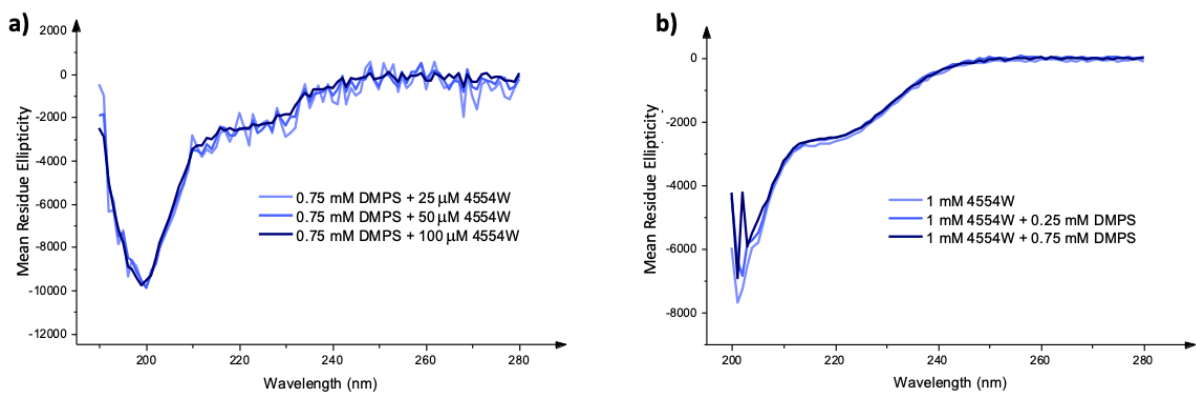 a)
2000
0
-2000
-4000
-6000
-8000
-10000
-12000
Mean Residue Ellipticity
0.75 mM DMPS + 25 µM 4554W
0.75 mM DMPS + 50 µM 4554W
0.75 mM DMPS + 100 µM 4554W
200
220
240
260
280
Wavelength (nm)
b)
0
-2000
-4000
-6000
-8000
Mean Residue Ellipticity
1 mM 4554W
1 mM 4554W + 0.25 mM DMPS
1 mM 4554W + 0.75 mM DMPS
200
220
240
260
280
Wavelength (nm)